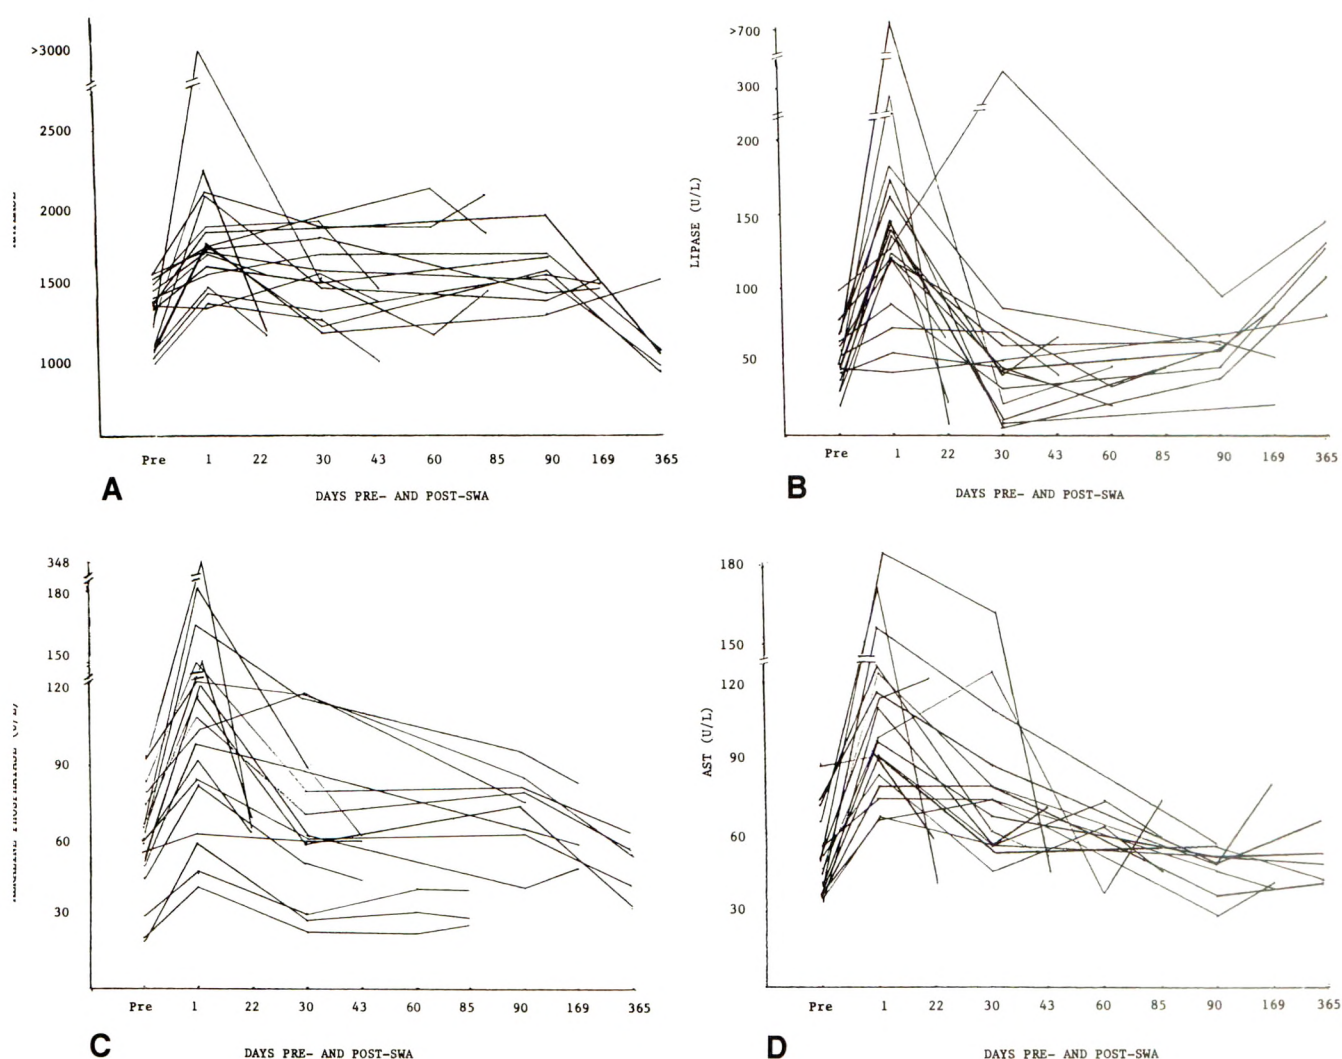 >3000
2500
2000
1500
1000
Pre 1 22 30 43 60 85 90 169 365
A
DAYS PRE- AND POST-SWA
>700
300
200
150
100
50
LIPASE (U/L)
Pre 1 22 30 43 60 85 90 169 365
B
DAYS PRE- AND POST-SWA
348
180
150
120
90
60
30
Pre 1 22 30 43 60 85 90 169 365
C
DAYS PRE- AND POST-SWA
180
150
120
90
60
30
AST (U/L)
Pre 1 22 30 43 60 85 90 169 365
D
DAYS PRE- AND POST-SWA